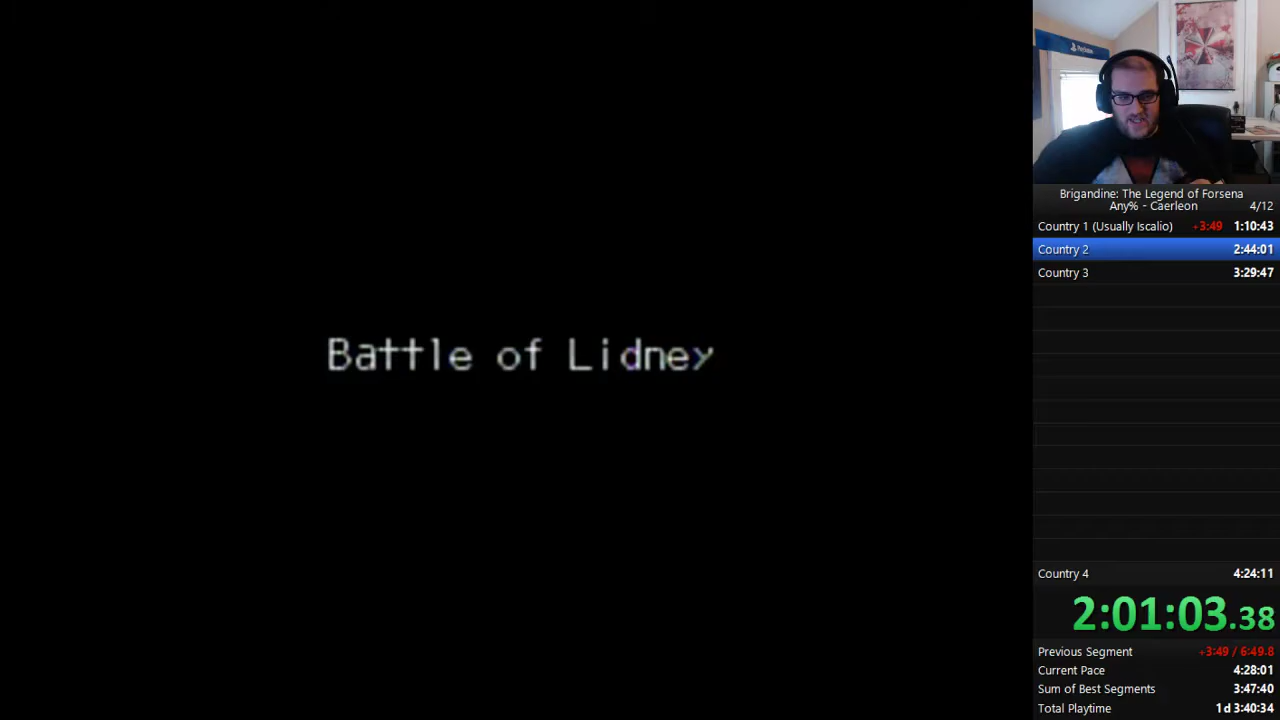 Battle of Lidney
PlayStation
Brigandine: The Legend of Forsena
Any% - Caerleon 4/12
Country 1 (Usually Iscalio) +3:49 1:10:43
Country 2 2:44:01
Country 3 3:29:47
Country 4 4:24:11
2:01:03.38
Previous Segment +3:49 / 6:49.8
Current Pace 4:28:01
Sum of Best Segments 3:47:40
Total Playtime 1 d 3:40:34